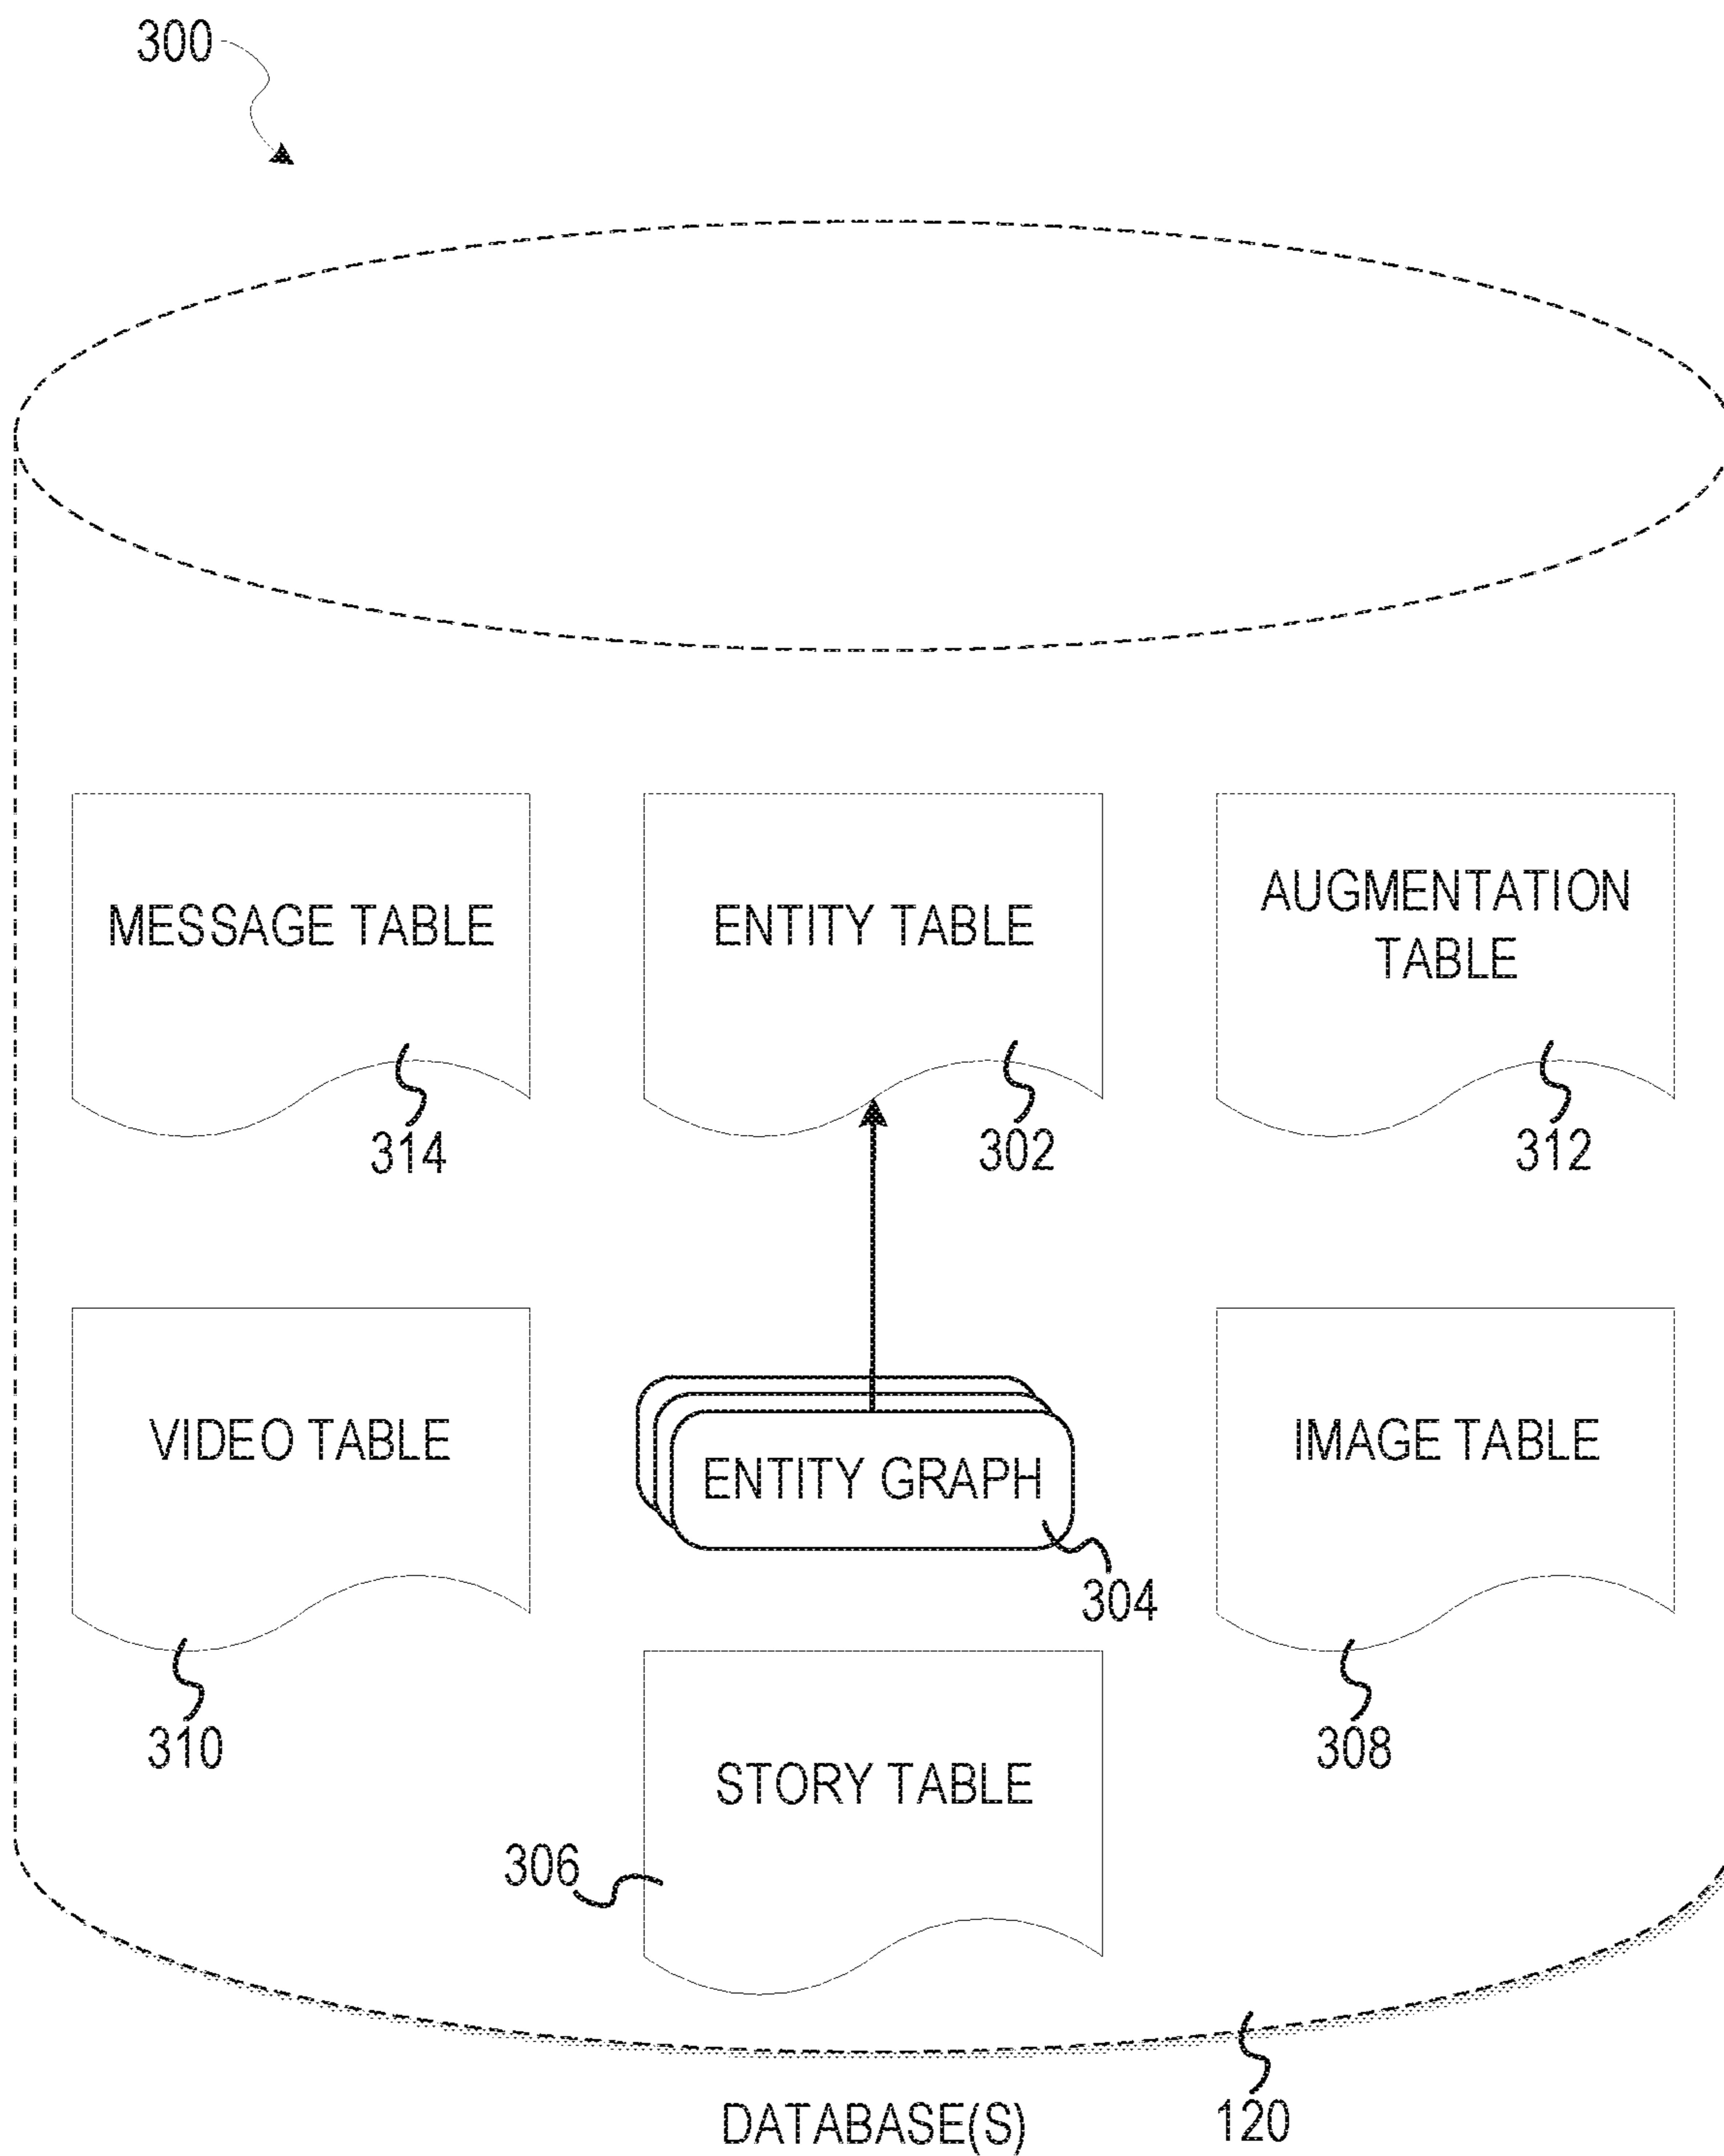 300
MESSAGE TABLE
ENTITY TABLE
AUGMENTATION
TABLE
314
302
312
VIDEO TABLE
ENTITY GRAPH
IMAGE TABLE
304
310
308
STORY TABLE
306
DATABASE(S)
120